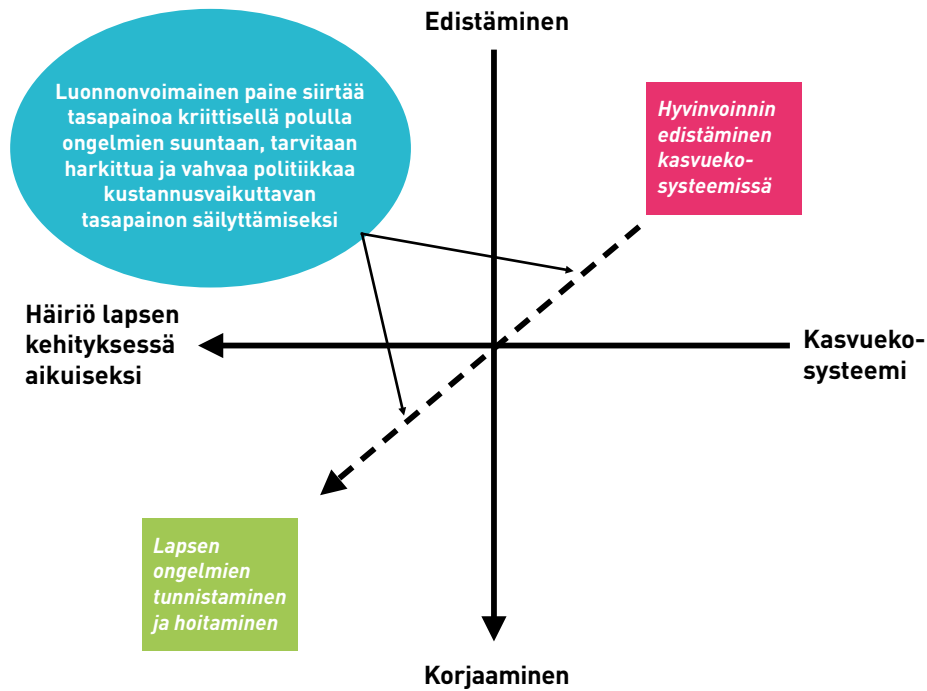 Edistäminen
Luonnonvoimainen paine siirtää
tasapainoa kriittisellä polulla
ongelmien suuntaan, tarvitaan
harkittua ja vahvaa politiikkaa
kustannusvaikuttavan
tasapainon säilyttämiseksi
Hyvinvoinnin
edistäminen
kasvueko-
systeemissä
Häiriö lapsen
kehityksessä
aikuiseksi
Kasvueko-
systeemi
Lapsen
ongelmien
tunnistaminen
ja hoitaminen
Korjaaminen